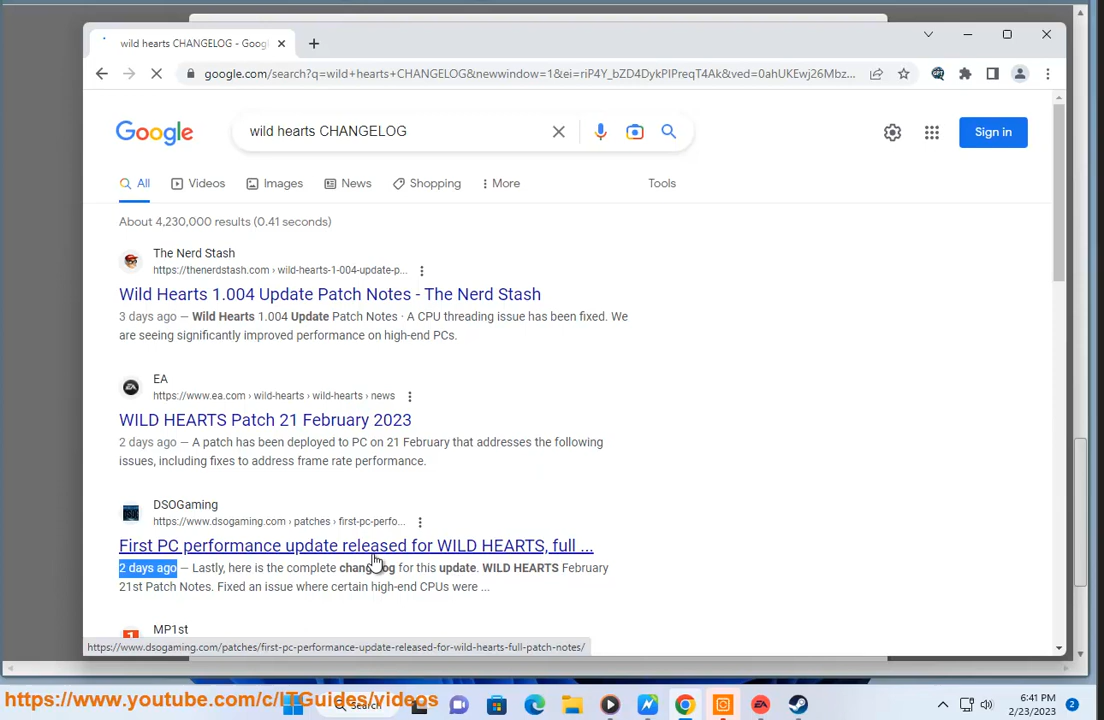 wild hearts CHANGELOG - Goog
google.com/search?q=wild+hearts+CHANGELOG&newwindow=1&ei=riP4Y_bZD4DykPIPreqT4Ak&ved=0ahUKEwj26Mbz...
Google
wild hearts CHANGELOG
Sign in
All
Videos
Images
News
Shopping
More
Tools
About 4,230,000 results (0.41 seconds)
The Nerd Stash
https://thenerdstash.com › wild-hearts-1-004-update-p...
Wild Hearts 1.004 Update Patch Notes - The Nerd Stash
3 days ago — Wild Hearts 1.004 Update Patch Notes · A CPU threading issue has been fixed. We
are seeing significantly improved performance on high-end PCs.
EA
https://www.ea.com › wild-hearts › wild-hearts › news
WILD HEARTS Patch 21 February 2023
2 days ago — A patch has been deployed to PC on 21 February that addresses the following
issues, including fixes to address frame rate performance.
DSOGaming
https://www.dsogaming.com › patches › first-pc-perfo...
First PC performance update released for WILD HEARTS, full ...
2 days ago — Lastly, here is the complete changelog for this update. WILD HEARTS February
21st Patch Notes. Fixed an issue where certain high-end CPUs were ...
MP1st
https://www.dsogaming.com/patches/first-pc-performance-update-released-for-wild-hearts-full-patch-notes/
https://www.youtube.com/c/ITGuides/videos
Search
6:41 PM
2/23/2023
2